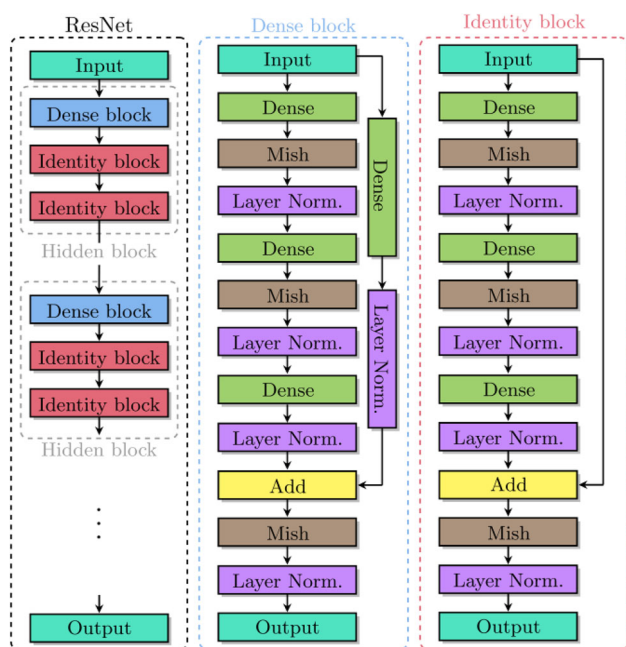 ResNet
Input
Dense block
Identity block
Identity block
Hidden block
Dense block
Identity block
Identity block
Hidden block
Output
Dense block
Input
Dense
Mish
Layer Norm.
Dense
Mish
Layer Norm.
Dense
Layer Norm.
Add
Mish
Layer Norm.
Output
Dense
Layer Norm.
Identity block
Input
Dense
Mish
Layer Norm.
Dense
Mish
Layer Norm.
Dense
Layer Norm.
Add
Mish
Layer Norm.
Output